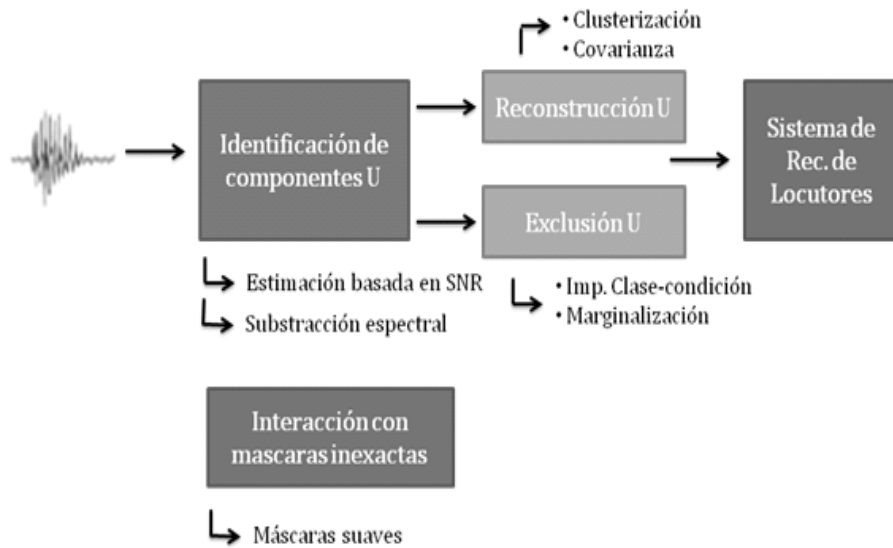 • Clusterización
• Covarianza
Identificación de
componentes U
Reconstrucción U
Sistema de
Rec. de
Locutores
Exclusión U
Estimación basada en SNR
Substracción espectral
• Imp. Clase-condición
• Marginalización
Interacción con
mascaras inexactas
Máscaras suaves